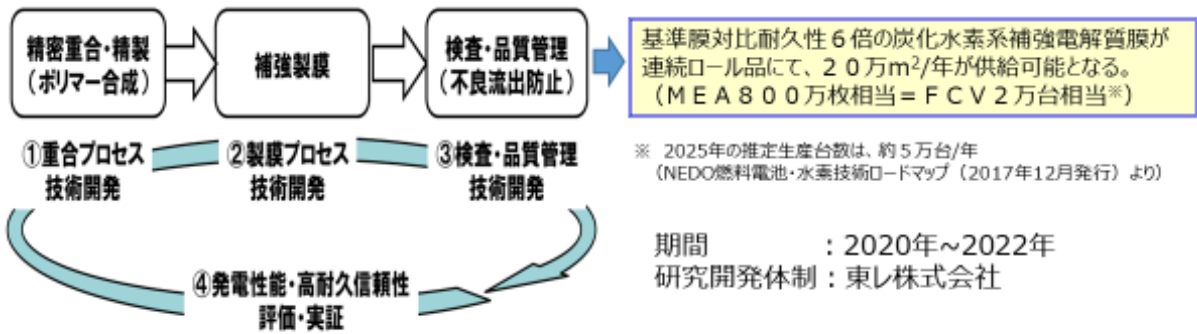 精密重合・精製
（ポリマー合成）
補強製膜
検査・品質管理
（不良流出防止）
基準膜対比耐久性６倍の炭化水素系補強電解質膜が
連続ロール品にて、２０万m²/年が供給可能となる。
（ＭＥＡ８００万枚相当＝ＦＣＶ２万台相当※）
①重合プロセス
技術開発
②製膜プロセス
技術開発
③検査・品質管理
技術開発
※ 2025年の推定生産台数は、約５万台/年
（NEDO燃料電池・水素技術ロードマップ（2017年12月発行）より）
④発電性能・高耐久信頼性
評価・実証
期間 ：2020年~2022年
研究開発体制：東レ株式会社